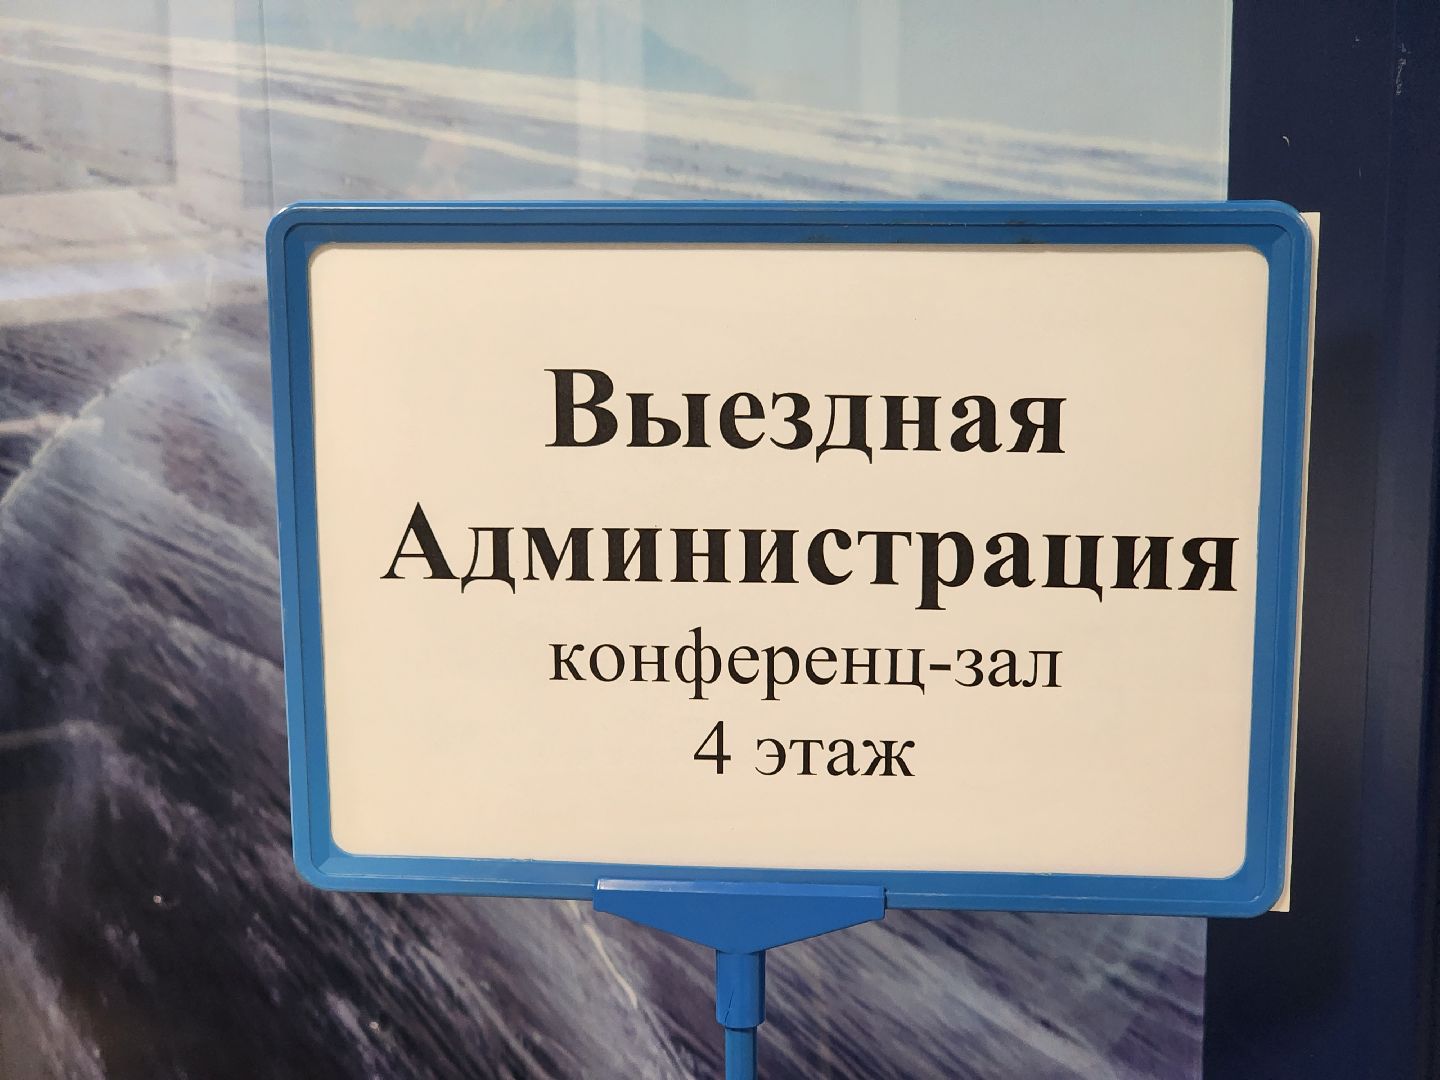 Выездная
Администрация
конференц-зал
4 этаж